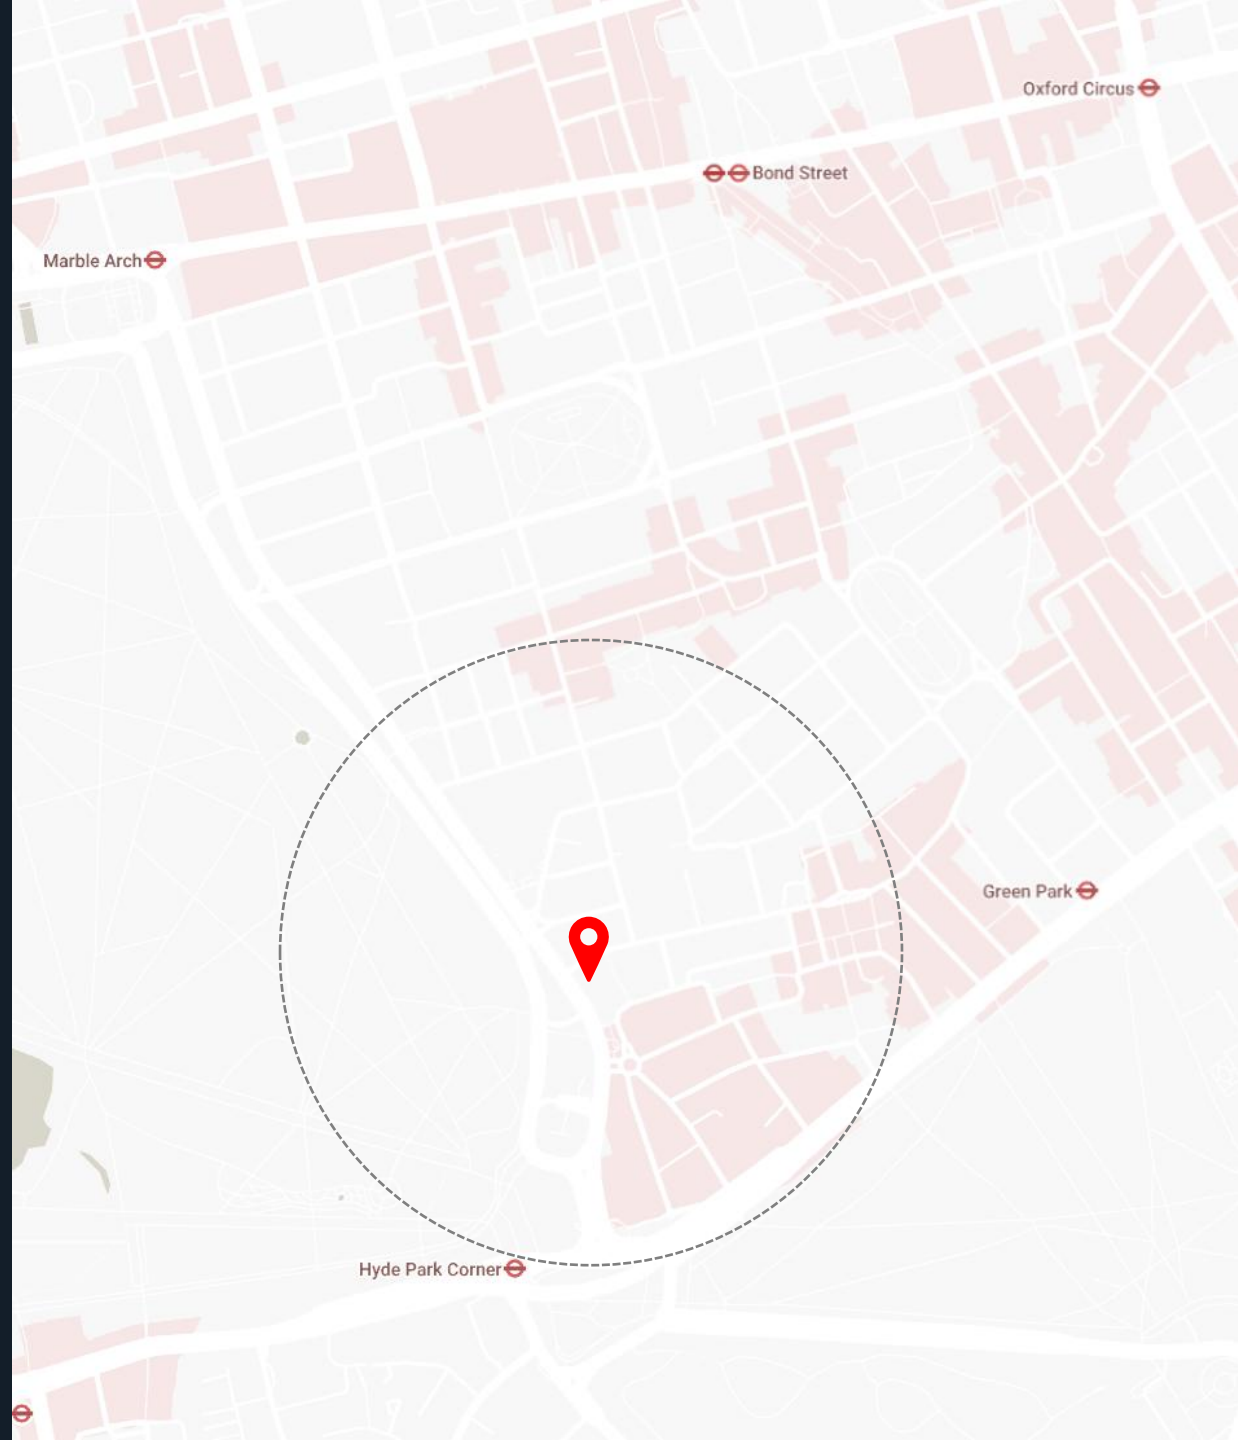 Oxford Circus
Bond Street
Marble Arch
Green Park
Hyde Park Corner